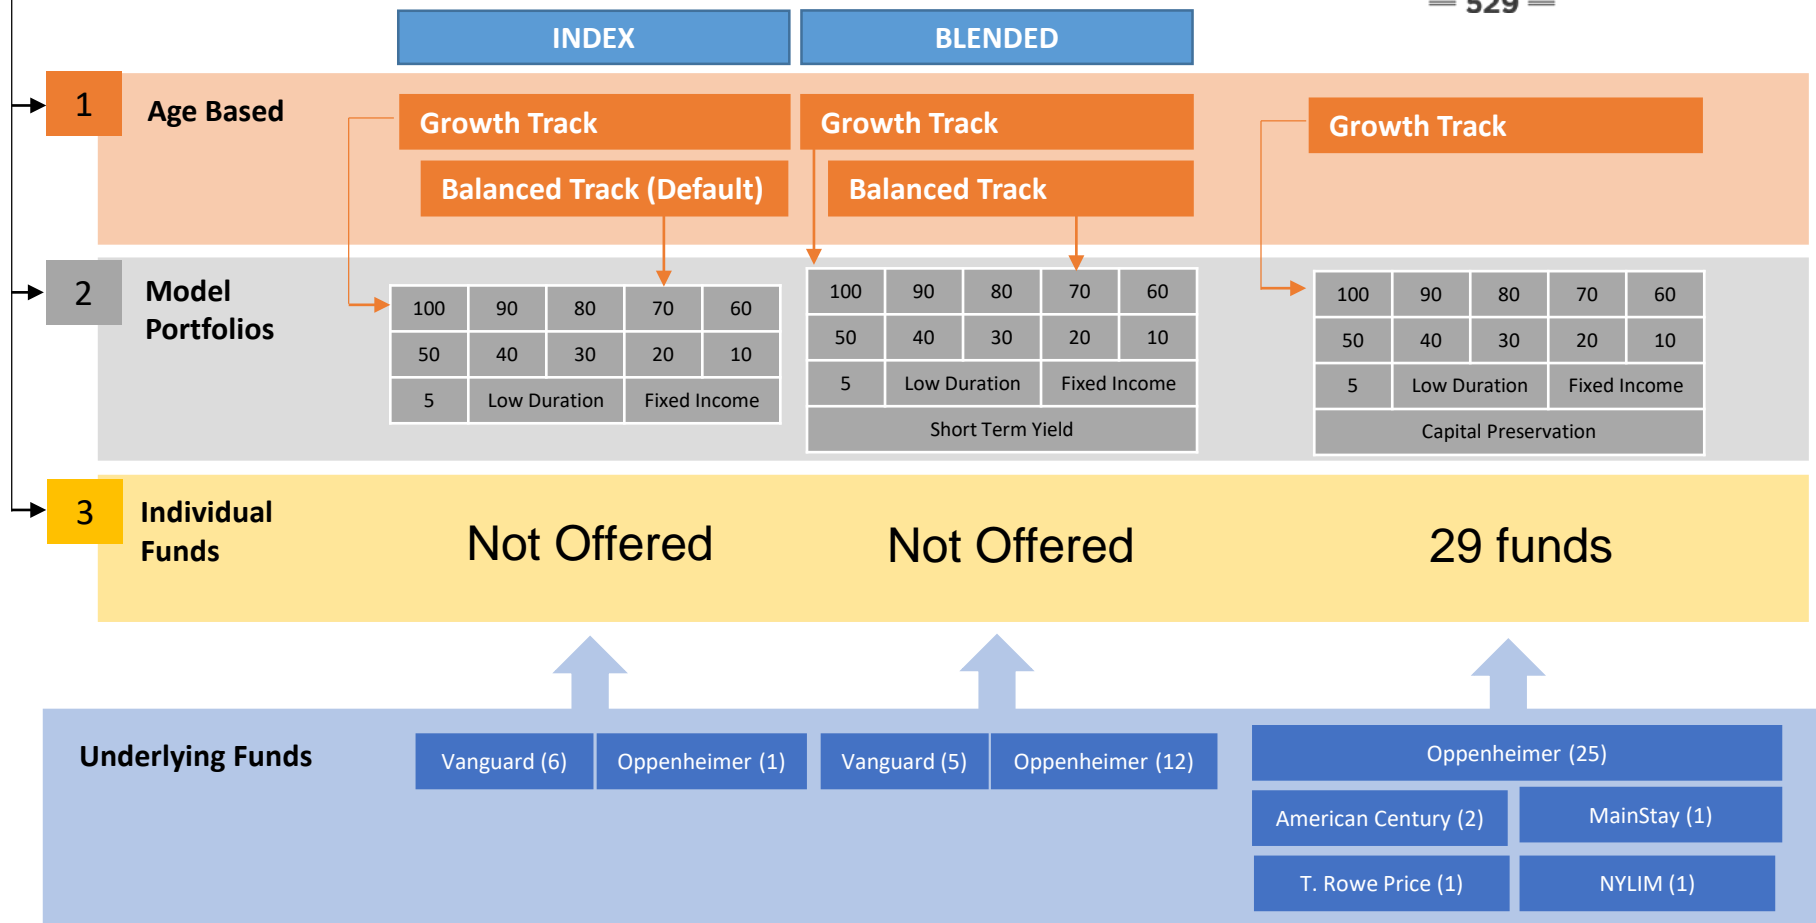 529
INDEX
BLENDED
1
Age Based
Growth Track
Growth Track
Growth Track
Balanced Track (Default)
Balanced Track
2
Model
Portfolios
100 90 80 70 60
50 40 30 20 10
5 Low Duration Fixed Income
100 90 80 70 60
50 40 30 20 10
5 Low Duration Fixed Income
Short Term Yield
100 90 80 70 60
50 40 30 20 10
5 Low Duration Fixed Income
Capital Preservation
3
Individual
Funds
Not Offered
Not Offered
29 funds
Underlying Funds
Vanguard (6)
Oppenheimer (1)
Vanguard (5)
Oppenheimer (12)
Oppenheimer (25)
American Century (2)
MainStay (1)
T. Rowe Price (1)
NYLIM (1)